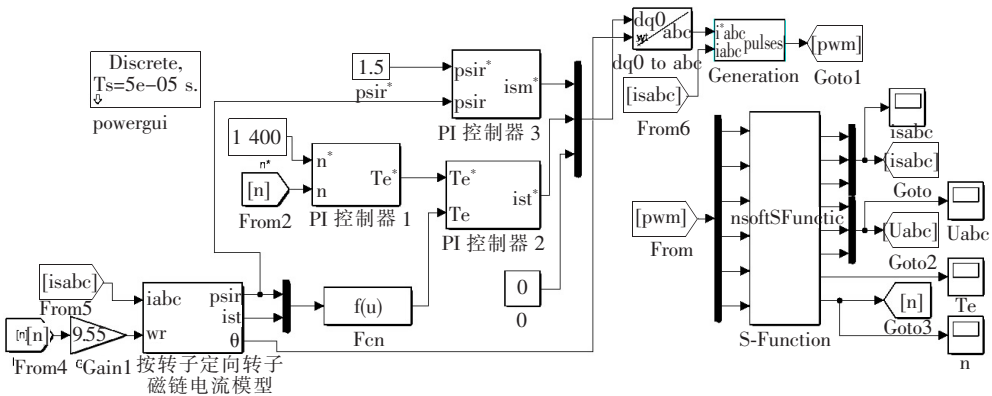 Discrete,
Ts=5e-05 s.
powergui
1.5
psir*
psir*
psir
ism*
PI 控制器 3
1 400
n*
[n]
From2
n*
n
Te*
PI 控制器 1
Te*
Te
ist*
PI 控制器 2
0
0
dq0
abc
dq0 to abc
i*abc
iabc
pulses
Generation
[pwm]
Goto1
[isabc]
From6
[pwm]
From
nsoftSFunctic
S-Function
isabc
[isabc]
Goto
Uabc
[Uabc]
Goto2
Te
[n]
Goto3
n
[isabc]
From5
[n]
From4
9.55
Gain1
iabc
wr
psir
ist
θ
按转子定向转子
磁链电流模型
f(u)
Fcn